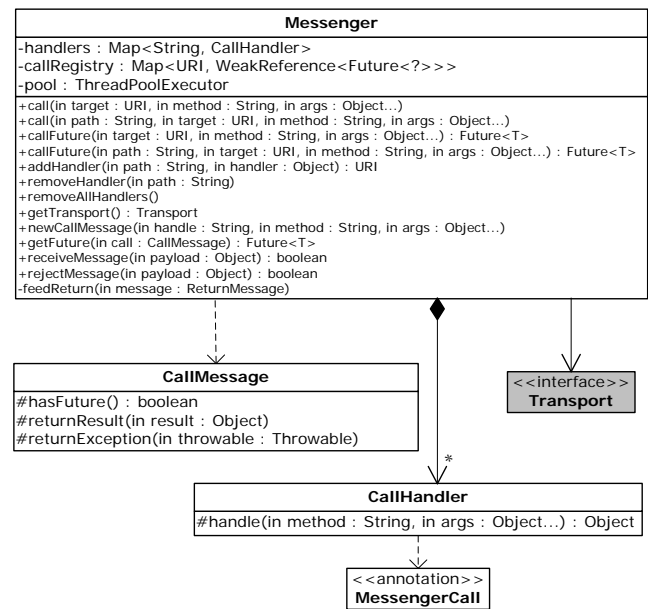 Messenger
-handlers : Map<String, CallHandler>
-callRegistry : Map<URI, WeakReference<Future<?>>>
-pool : ThreadPoolExecutor
+call(in target : URI, in method : String, in args : Object...)
+call(in path : String, in target : URI, in method : String, in args : Object...)
+callFuture(in target : URI, in method : String, in args : Object...) : Future<T>
+callFuture(in path : String, in target : URI, in method : String, in args : Object...) : Future<T>
+addHandler(in path : String, in handler : Object) : URI
+removeHandler(in path : String)
+removeAllHandlers()
+getTransport() : Transport
+newCallMessage(in handle : String, in method : String, in args : Object...)
+getFuture(in call : CallMessage) : Future<T>
+receiveMessage(in payload : Object) : boolean
+rejectMessage(in payload : Object) : boolean
-feedReturn(in message : ReturnMessage)
CallMessage
#hasFuture() : boolean
#returnResult(in result : Object)
#returnException(in throwable : Throwable)
<<interface>>
Transport
*
CallHandler
#handle(in method : String, in args : Object...) : Object
<<annotation>>
MessengerCall